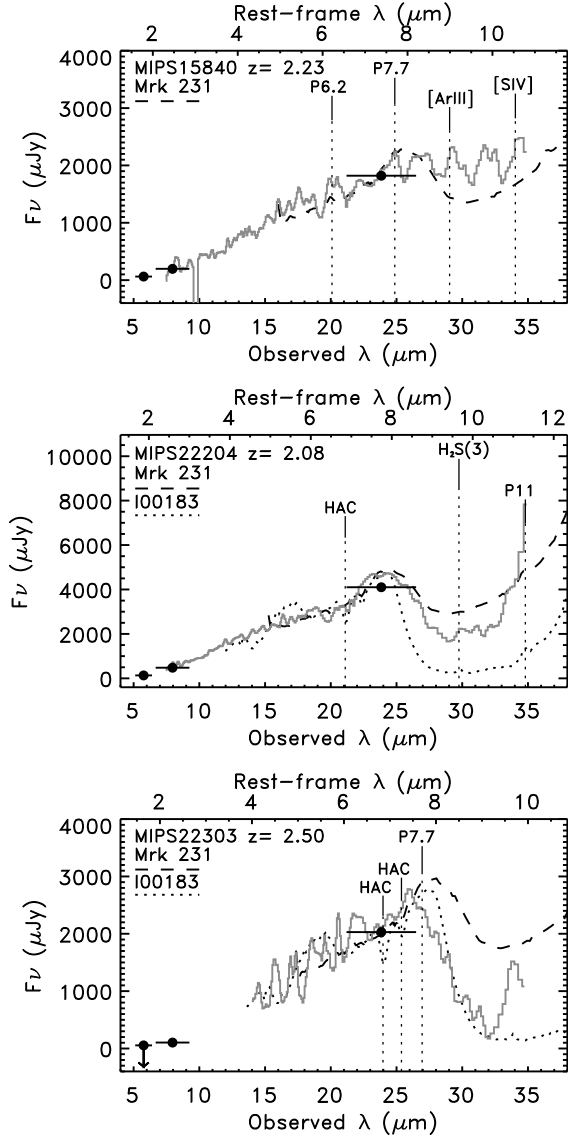 Rest-frame λ (μm)
2 4 6 8 10
MIPS15840 z= 2.23
Mrk 231
P6.2
P7.7
[ArIII]
[SIV]
4000
3000
2000
1000
0
Fν (μJy)
5 10 15 20 25 30 35
Observed λ (μm)
Rest-frame λ (μm)
2 4 6 8 10 12
MIPS22204 z= 2.08
Mrk 231
I00183
HAC
H₂S(3)
P11
10000
8000
6000
4000
2000
0
Fν (μJy)
5 10 15 20 25 30 35
Observed λ (μm)
Rest-frame λ (μm)
2 4 6 8 10
MIPS22303 z= 2.50
Mrk 231
I00183
HAC
HAC
P7.7
4000
3000
2000
1000
0
Fν (μJy)
5 10 15 20 25 30 35
Observed λ (μm)